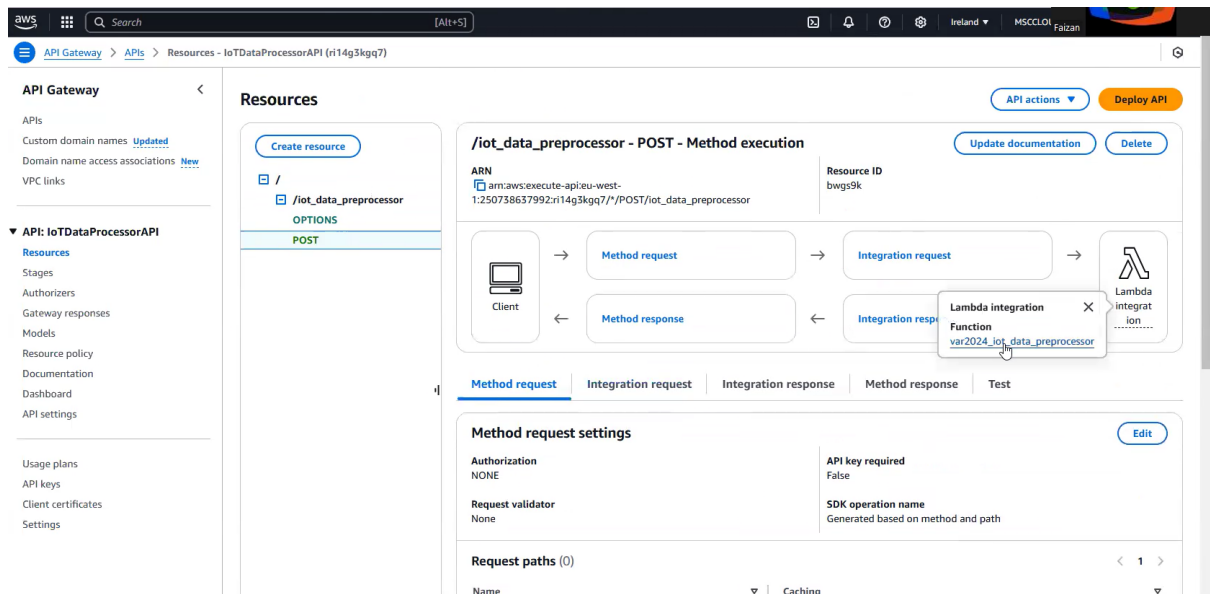 aws
Search
[Alt+S]
Ireland ▼
MSCCLOU
Faizan
API Gateway > APIs > Resources - IoTDataProcessorAPI (ri14g3kgq7)
API Gateway
APIs
Custom domain names Updated
Domain name access associations New
VPC links
▼ API: IoTDataProcessorAPI
Resources
Stages
Authorizers
Gateway responses
Models
Resource policy
Documentation
Dashboard
API settings
Usage plans
API keys
Client certificates
Settings
Resources
API actions ▼
Deploy API
Create resource
/
/iot_data_preprocessor
OPTIONS
POST
/iot_data_preprocessor - POST - Method execution
Update documentation
Delete
ARN
arn:aws:execute-api:eu-west-
1:250738637992:ri14g3kgq7/*/POST/iot_data_preprocessor
Resource ID
bwgs9k
Client
Method request
Integration request
Method response
Integration respo
Lambda
integrat
ion
Lambda integration
Function
var2024_iot_data_preprocessor
Method request
Integration request
Integration response
Method response
Test
Method request settings
Edit
Authorization
NONE
API key required
False
Request validator
None
SDK operation name
Generated based on method and path
Request paths (0)
< 1 >
Name
Caching